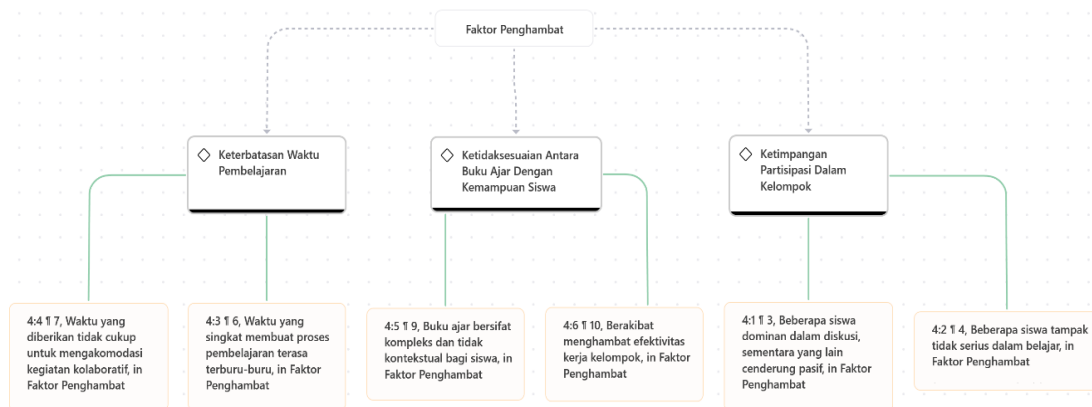 Faktor Penghambat
Keterbatasan Waktu
Pembelajaran
Ketidaksesuaian Antara
Buku Ajar Dengan
Kemampuan Siswa
Ketimpangan
Partisipasi Dalam
Kelompok
4:4 ¶ 7, Waktu yang
diberikan tidak cukup
untuk mengakomodasi
kegiatan kolaboratif, in
Faktor Penghambat
4:3 ¶ 6, Waktu yang
singkat membuat proses
pembelajaran terasa
terburu-buru, in Faktor
Penghambat
4:5 ¶ 9, Buku ajar bersifat
kompleks dan tidak
kontekstual bagi siswa, in
Faktor Penghambat
4:6 ¶ 10, Berakibat
menghambat efektivitas
kerja kelompok, in Faktor
Penghambat
4:1 ¶ 3, Beberapa siswa
dominan dalam diskusi,
sementara yang lain
cenderung pasif, in Faktor
Penghambat
4:2 ¶ 4, Beberapa siswa tampak
tidak serius dalam belajar, in
Faktor Penghambat